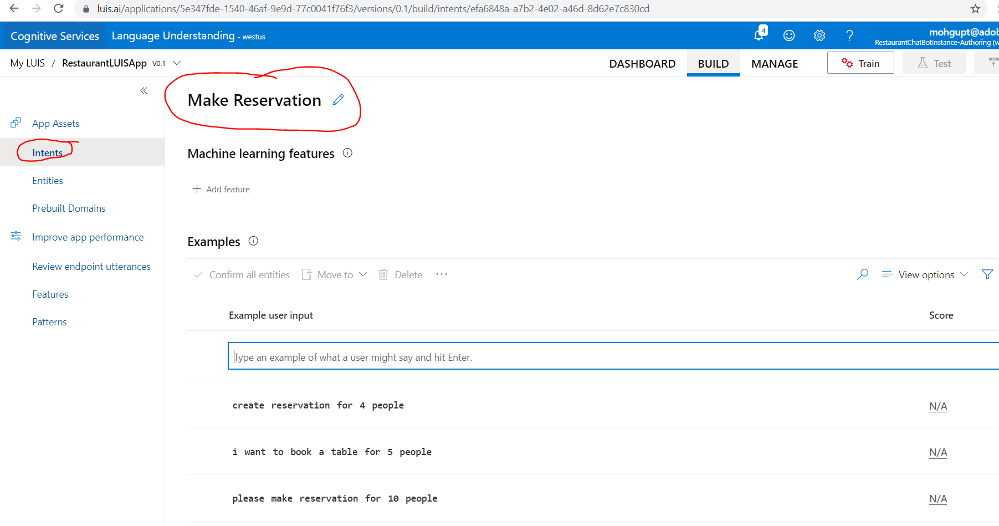 luis.ai/applications/5e347fde-1540-46af-9e9d-77c0041f76f3/versions/0.1/build/intents/efa6848a-a7b2-4e02-a46d-8d62e7c830cd
Cognitive Services Language Understanding - westus 4 mohgupt@adob
RestaurantChatBotInstance-Authoring (w
My LUIS / RestaurantLUISApp V0.1 DASHBOARD BUILD MANAGE Train Test
Make Reservation
App Assets
Intents
Machine learning features
Entities
Add feature
Prebuilt Domains
Improve app performance
Examples
Review endpoint utterances
Confirm all entities Move to Delete ··· View options
Features
Example user input Score
Patterns
Type an example of what a user might say and hit Enter.
create reservation for 4 people N/A
i want to book a table for 5 people N/A
please make reservation for 10 people N/A